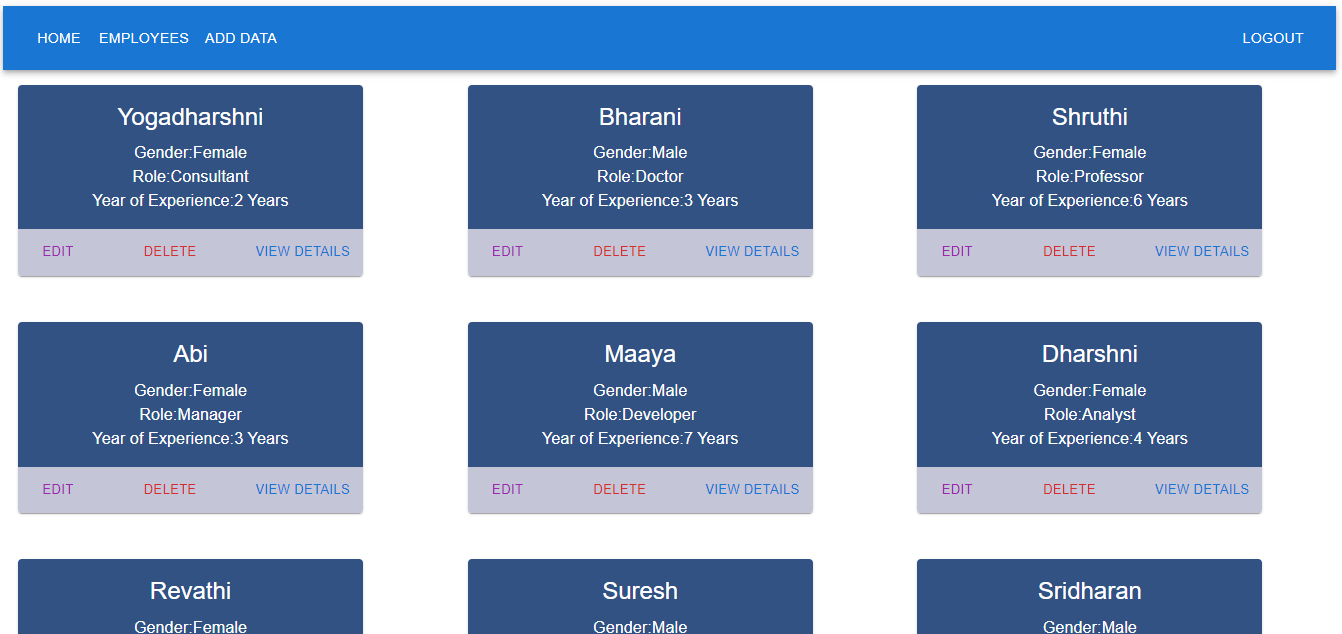 HOME EMPLOYEES ADD DATA LOGOUT
Yogadharshni
Gender:Female
Role:Consultant
Year of Experience:2 Years
EDIT DELETE VIEW DETAILS
Bharani
Gender:Male
Role:Doctor
Year of Experience:3 Years
EDIT DELETE VIEW DETAILS
Shruthi
Gender:Female
Role:Professor
Year of Experience:6 Years
EDIT DELETE VIEW DETAILS
Abi
Gender:Female
Role:Manager
Year of Experience:3 Years
EDIT DELETE VIEW DETAILS
Maaya
Gender:Male
Role:Developer
Year of Experience:7 Years
EDIT DELETE VIEW DETAILS
Dharshni
Gender:Female
Role:Analyst
Year of Experience:4 Years
EDIT DELETE VIEW DETAILS
Revathi
Gender:Female
Suresh
Gender:Male
Sridharan
Gender:Male